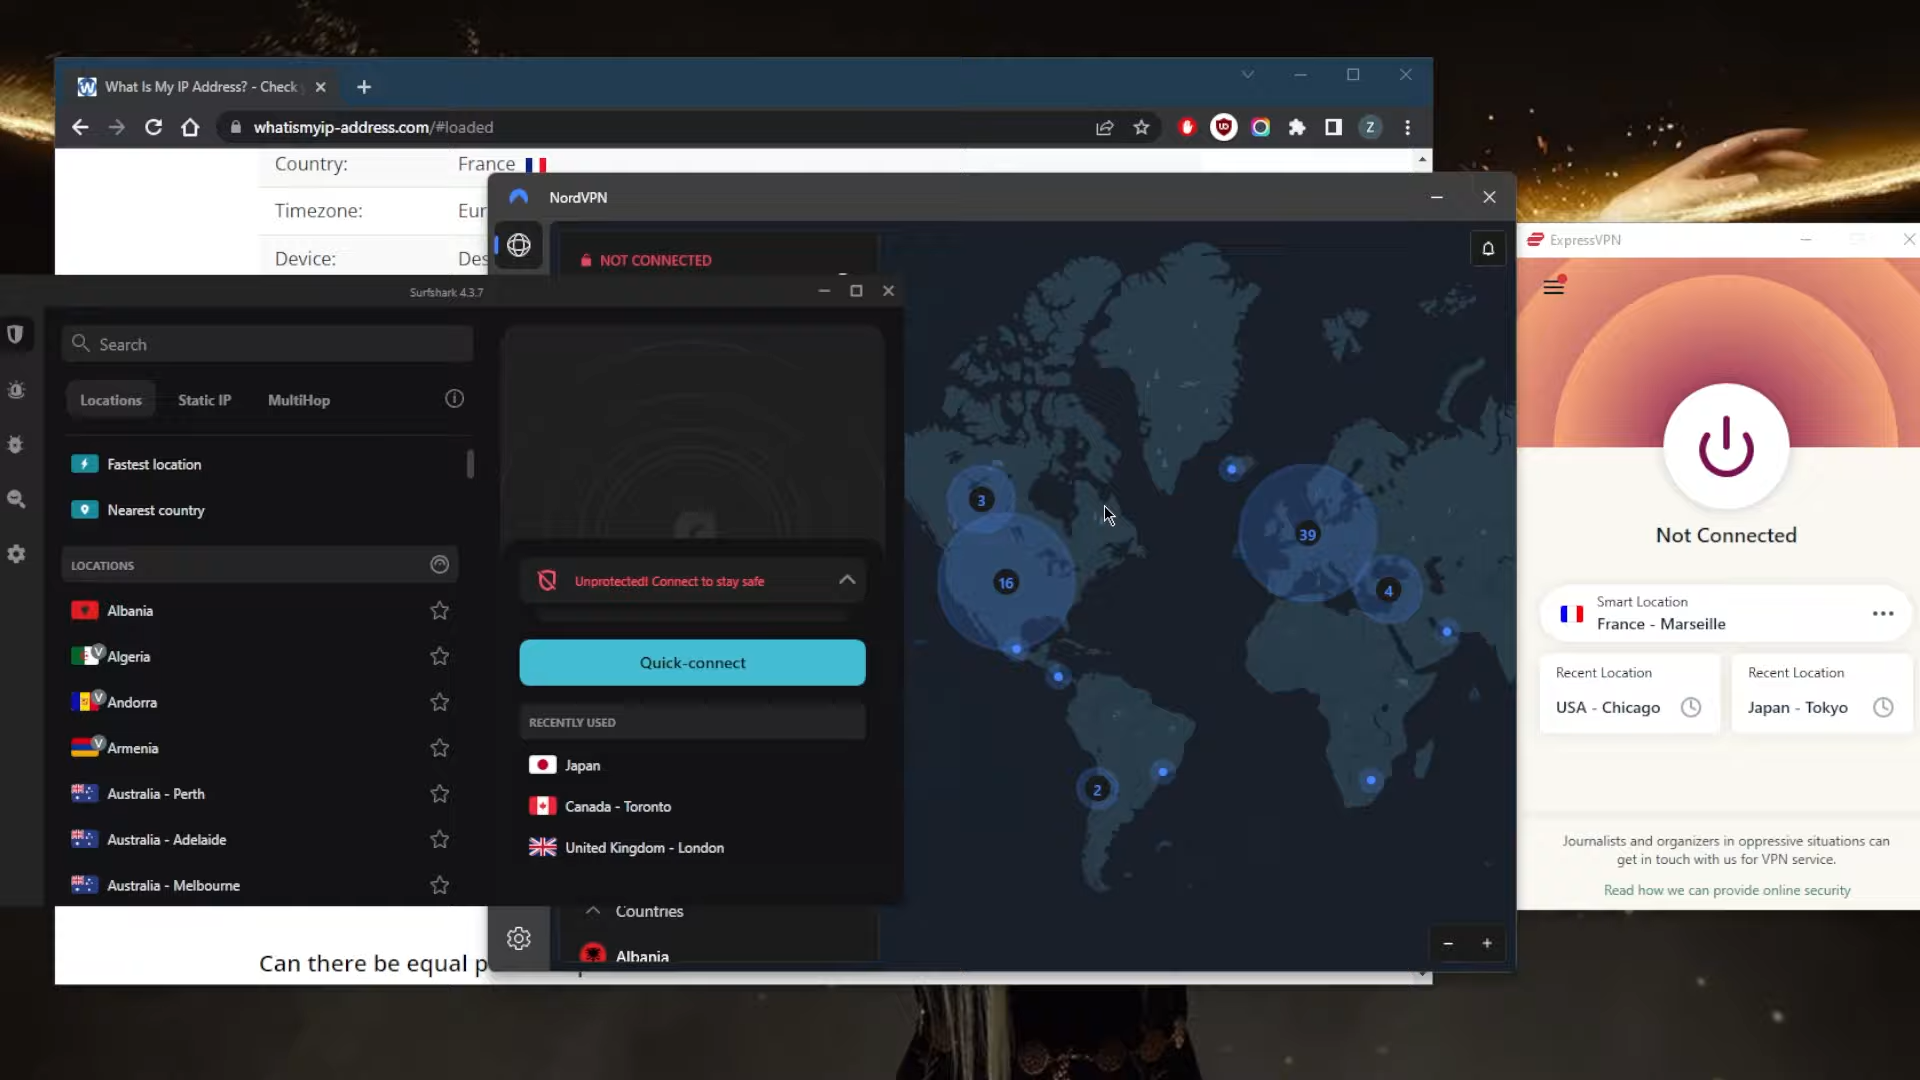 What Is My IP Address? - Check
whatismyip-address.com/#loaded
Z
Country: France
Timezone: Eur
Device: Des
NordVPN
NOT CONNECTED
3
16
39
4
2
Countries
Albania
Surfshark 4.3.7
Search
Locations Static IP MultiHop
Fastest location
Nearest country
LOCATIONS
Albania
Algeria
Andorra
Armenia
Australia - Perth
Australia - Adelaide
Australia - Melbourne
Unprotected! Connect to stay safe
Quick-connect
RECENTLY USED
Japan
Canada - Toronto
United Kingdom - London
ExpressVPN
Not Connected
Smart Location
France - Marseille
Recent Location
USA - Chicago
Recent Location
Japan - Tokyo
Journalists and organizers in oppressive situations can
get in touch with us for VPN service.
Read how we can provide online security
Can there be equal p